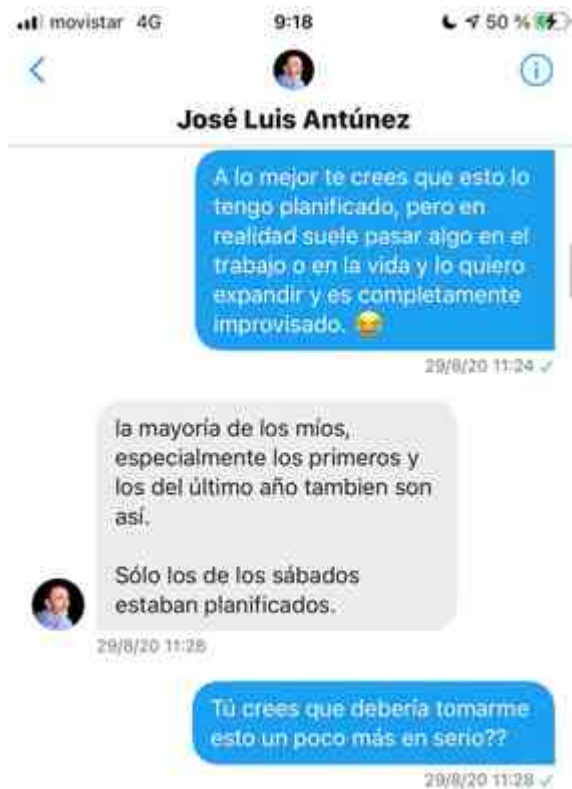 movistar 4G 9:18 50 %
José Luis Antúnez
A lo mejor te crees que esto lo
tengo planificado, pero en
realidad suele pasar algo en el
trabajo o en la vida y lo quiero
expandir y es completamente
improvisado. 😂
29/8/20 11:24 ✓
la mayoría de los míos,
especialmente los primeros y
los del último año tambien son
así.
Sólo los de los sábados
estaban planificados.
29/8/20 11:28
Tú crees que debería tomarme
esto un poco más en serio??
29/8/20 11:28 ✓